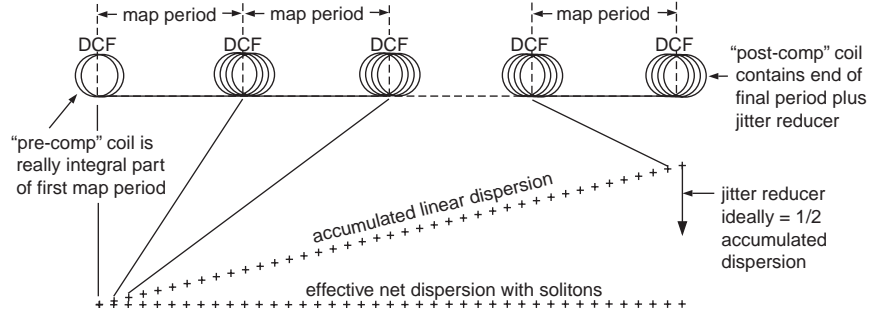 map period map period map period
DCF DCF DCF DCF DCF
“post-comp” coil
contains end of
final period plus
jitter reducer
“pre-comp” coil is
really integral part
of first map period
accumulated linear dispersion
jitter reducer
ideally = 1/2
accumulated
dispersion
effective net dispersion with solitons